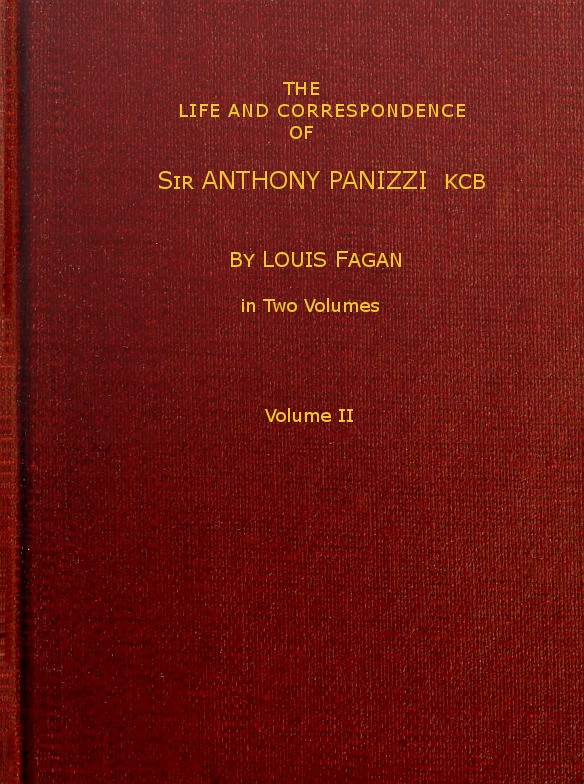 THE
LIFE AND CORRESPONDENCE
OF
SIR ANTHONY PANIZZI KCB
BY LOUIS FAGAN
in Two Volumes
Volume II